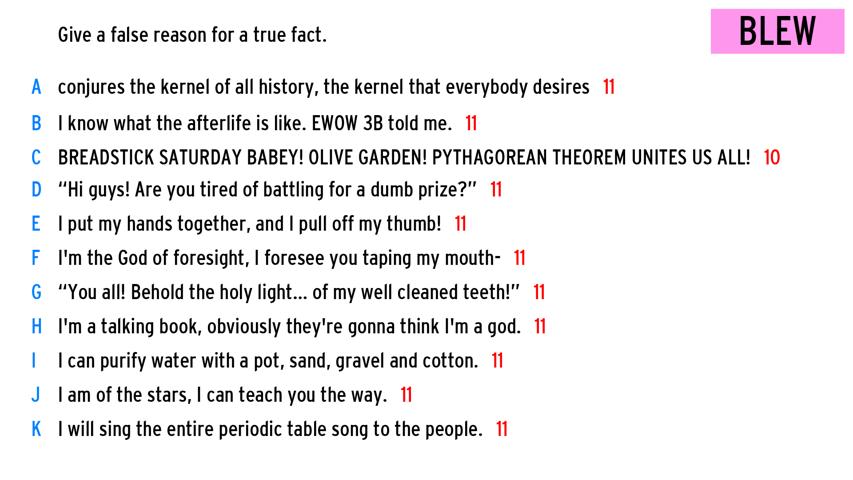 Give a false reason for a true fact.
BLEW
A conjures the kernel of all history, the kernel that everybody desires 11
B I know what the afterlife is like. EWOW 3B told me. 11
C BREADSTICK SATURDAY BABEY! OLIVE GARDEN! PYTHAGOREAN THEOREM UNITES US ALL! 10
D “Hi guys! Are you tired of battling for a dumb prize?” 11
E I put my hands together, and I pull off my thumb! 11
F I'm the God of foresight, I foresee you taping my mouth- 11
G “You all! Behold the holy light... of my well cleaned teeth!” 11
H I'm a talking book, obviously they're gonna think I'm a god. 11
I I can purify water with a pot, sand, gravel and cotton. 11
J I am of the stars, I can teach you the way. 11
K I will sing the entire periodic table song to the people. 11